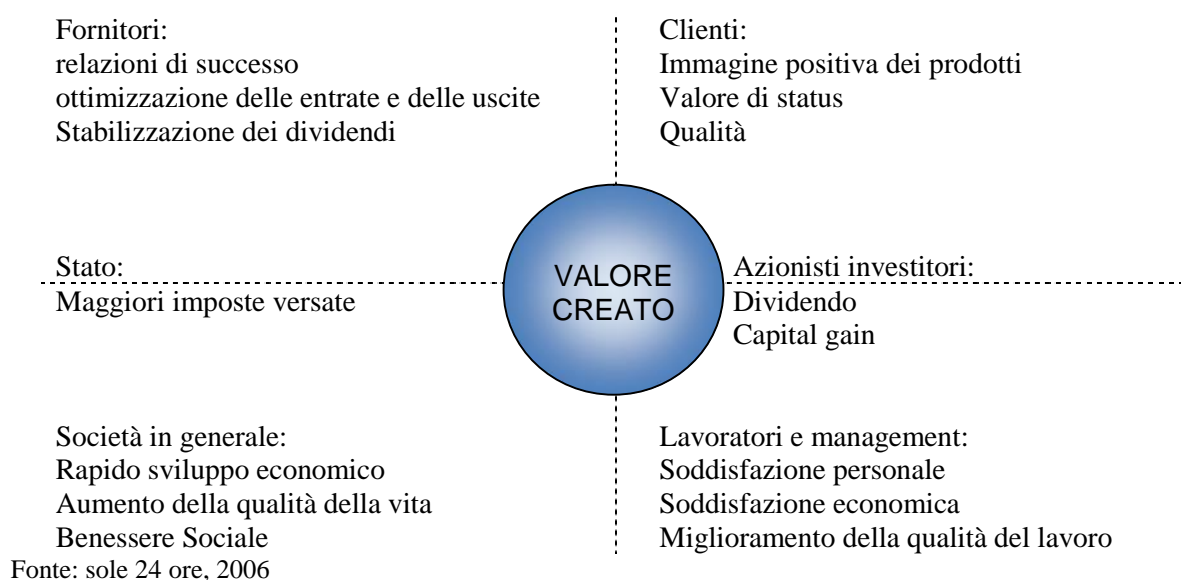 Fornitori:
relazioni di successo
ottimizzazione delle entrate e delle uscite
Stabilizzazione dei dividendi
Clienti:
Immagine positiva dei prodotti
Valore di status
Qualità
Stato:
Maggiori imposte versate
VALORE
CREATO
Azionisti investitori:
Dividendo
Capital gain
Società in generale:
Rapido sviluppo economico
Aumento della qualità della vita
Benessere Sociale
Lavoratori e management:
Soddisfazione personale
Soddisfazione economica
Miglioramento della qualità del lavoro
Fonte: sole 24 ore, 2006